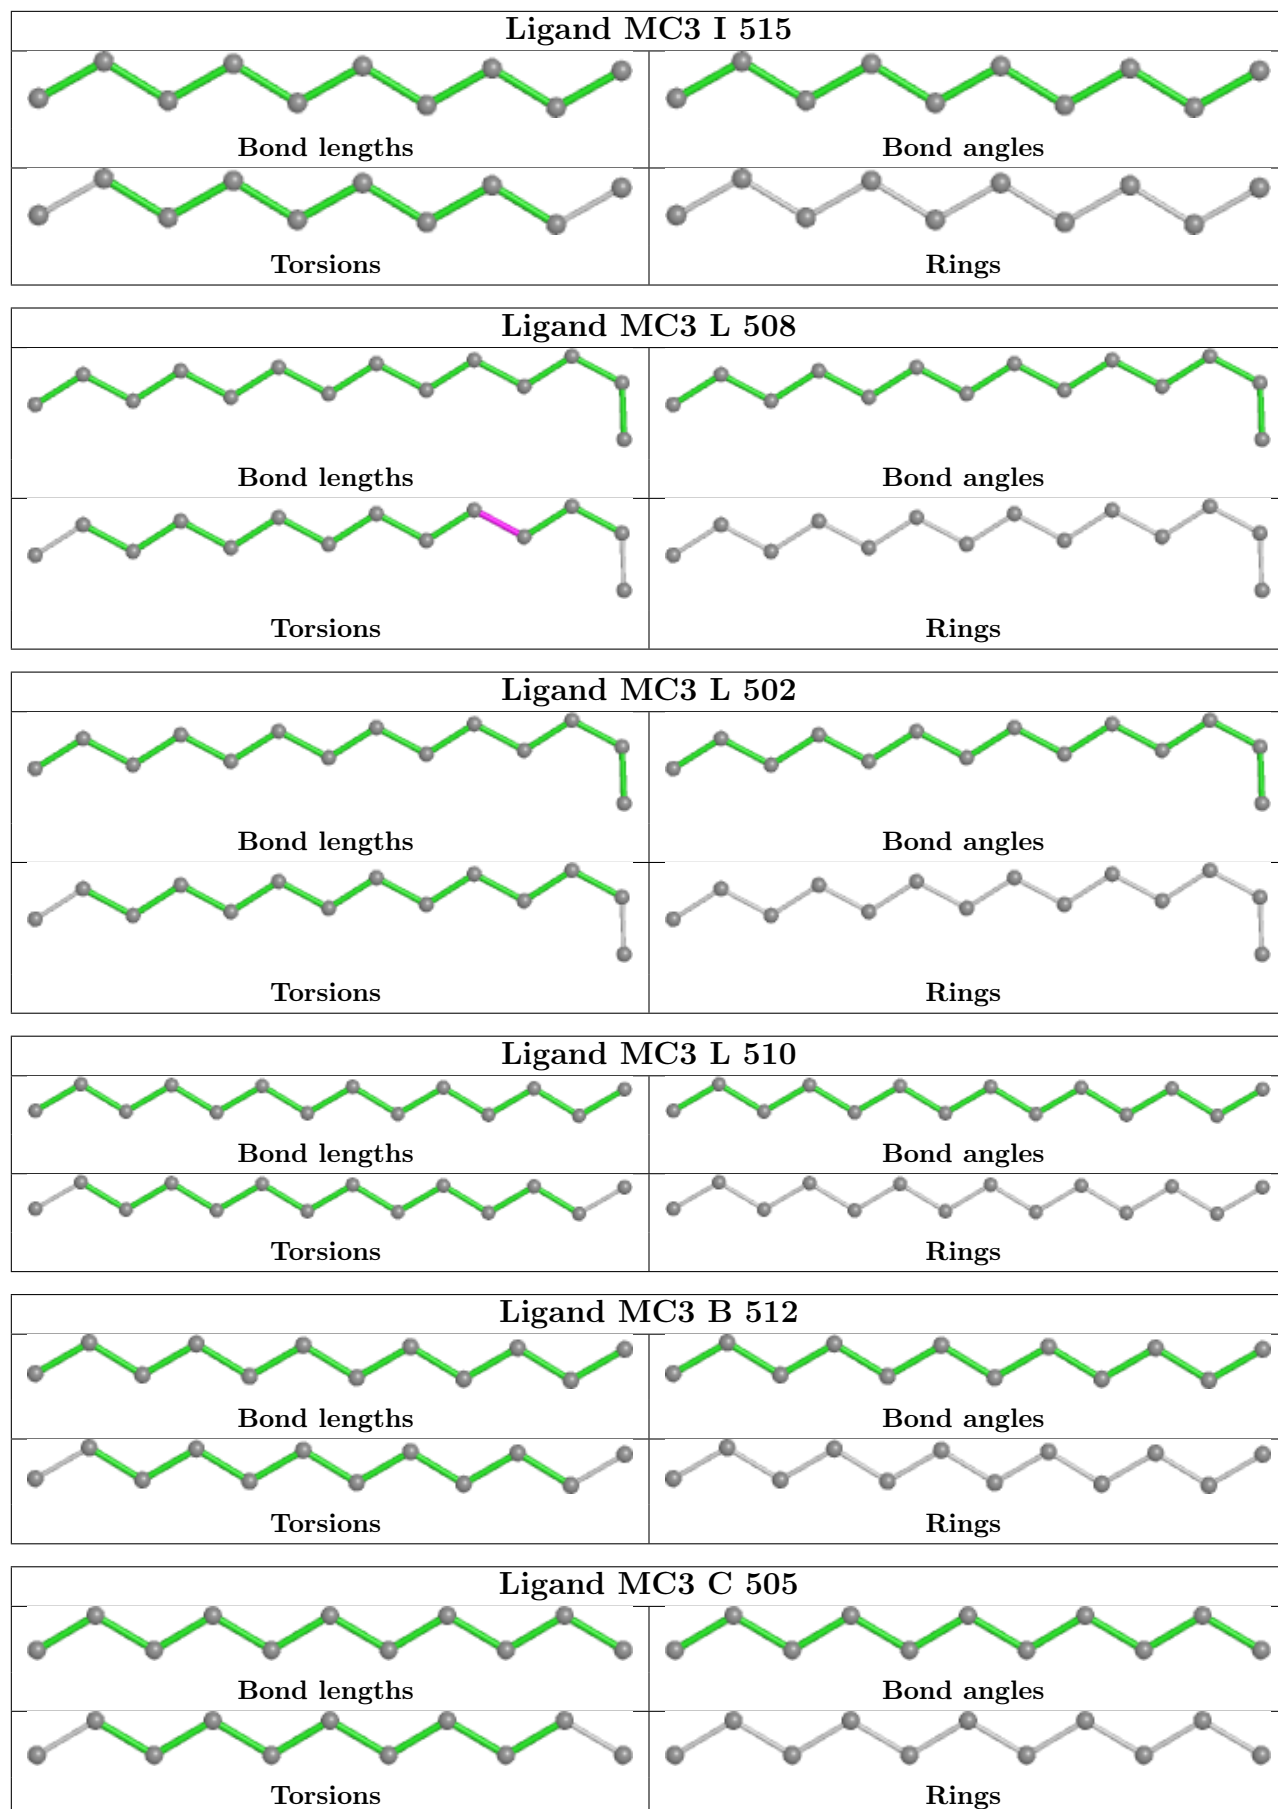 Ligand MC3 I 515
Bond lengths
Bond angles
Torsions
Rings
Ligand MC3 L 508
Bond lengths
Bond angles
Torsions
Rings
Ligand MC3 L 502
Bond lengths
Bond angles
Torsions
Rings
Ligand MC3 L 510
Bond lengths
Bond angles
Torsions
Rings
Ligand MC3 B 512
Bond lengths
Bond angles
Torsions
Rings
Ligand MC3 C 505
Bond lengths
Bond angles
Torsions
Rings